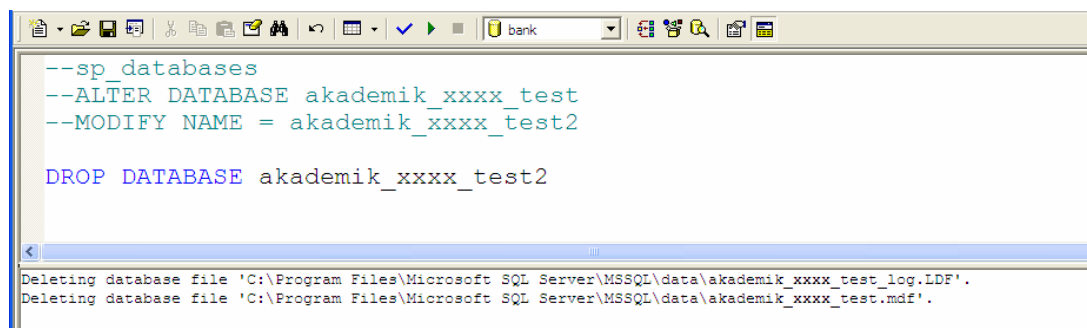 bank
--sp_databases
--ALTER DATABASE akademik_xxxx_test
--MODIFY NAME = akademik_xxxx_test2
DROP DATABASE akademik_xxxx_test2
Deleting database file 'C:\Program Files\Microsoft SQL Server\MSSQL\data\akademik_xxxx_test_log.LDF'.
Deleting database file 'C:\Program Files\Microsoft SQL Server\MSSQL\data\akademik_xxxx_test.mdf'.